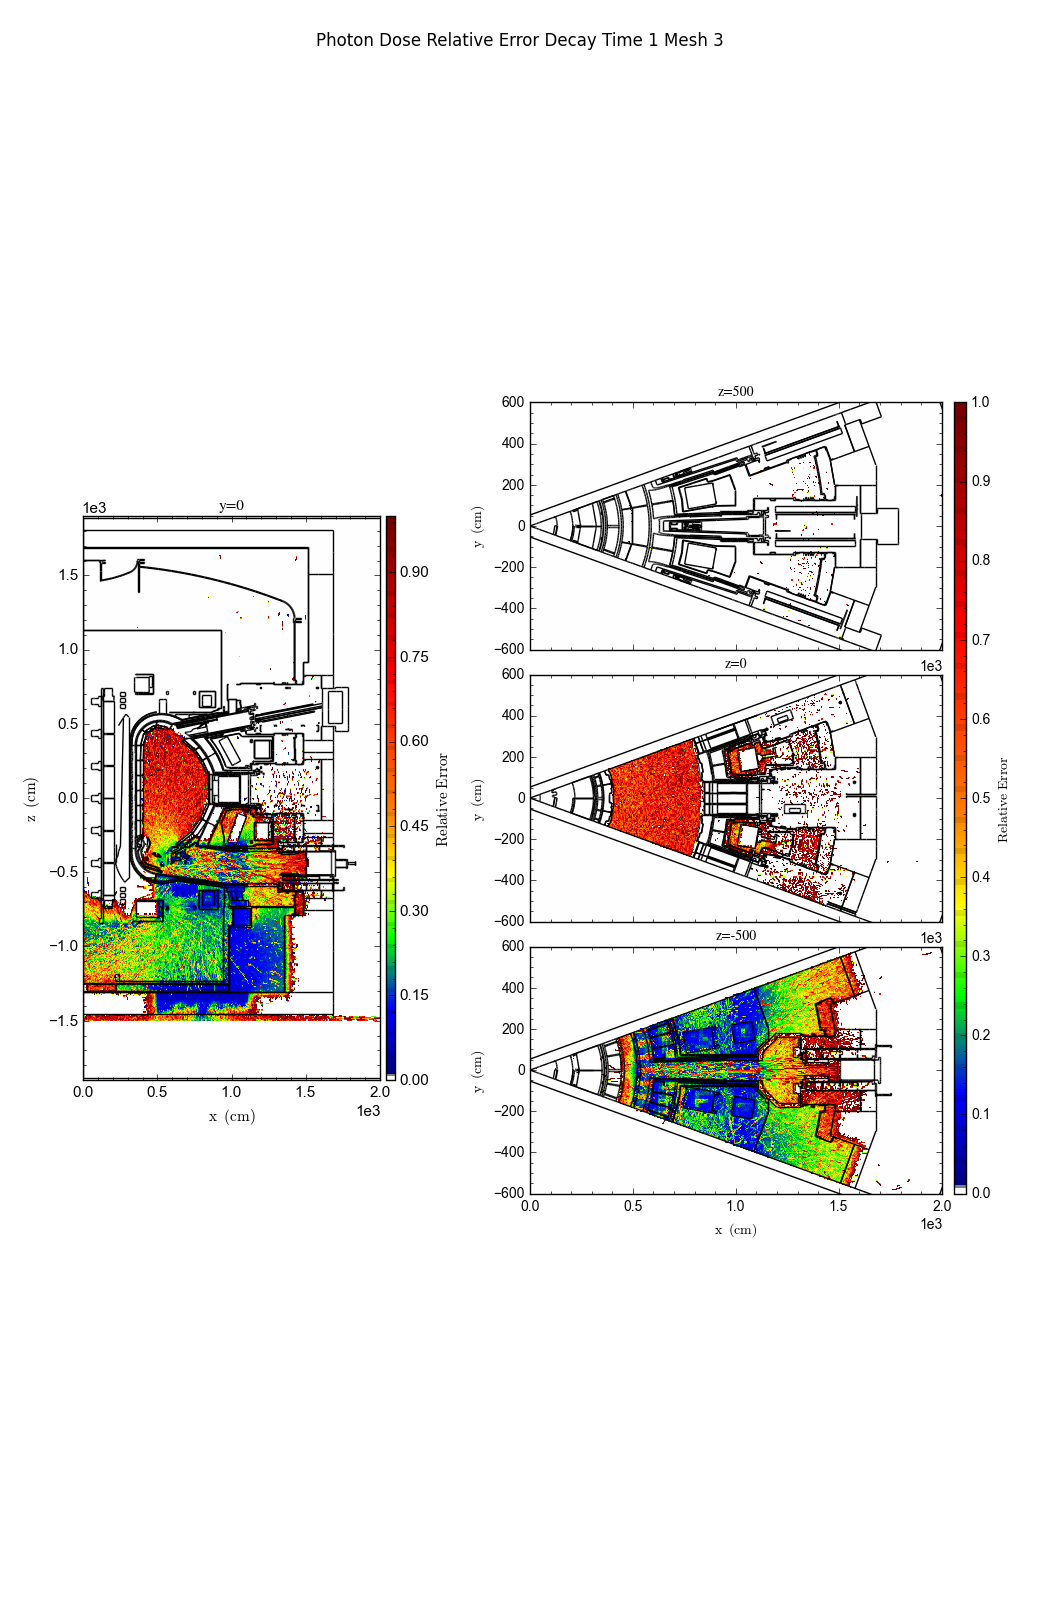 Photon Dose Relative Error Decay Time 1 Mesh 3
y=0
1e3
1.5
1.0
0.5
0.0
−0.5
−1.0
−1.5
z (cm)
0.0 0.5 1.0 1.5 2.0
1e3
x (cm)
0.90
0.75
0.60
0.45
0.30
0.15
0.00
Relative Error
z=500
600
400
200
0
−200
−400
−600
y (cm)
1e3
z=0
600
400
200
0
−200
−400
−600
y (cm)
1e3
z=-500
600
400
200
0
−200
−400
−600
y (cm)
0.0 0.5 1.0 1.5 2.0
1e3
x (cm)
1.0
0.9
0.8
0.7
0.6
0.5
0.4
0.3
0.2
0.1
0.0
Relative Error